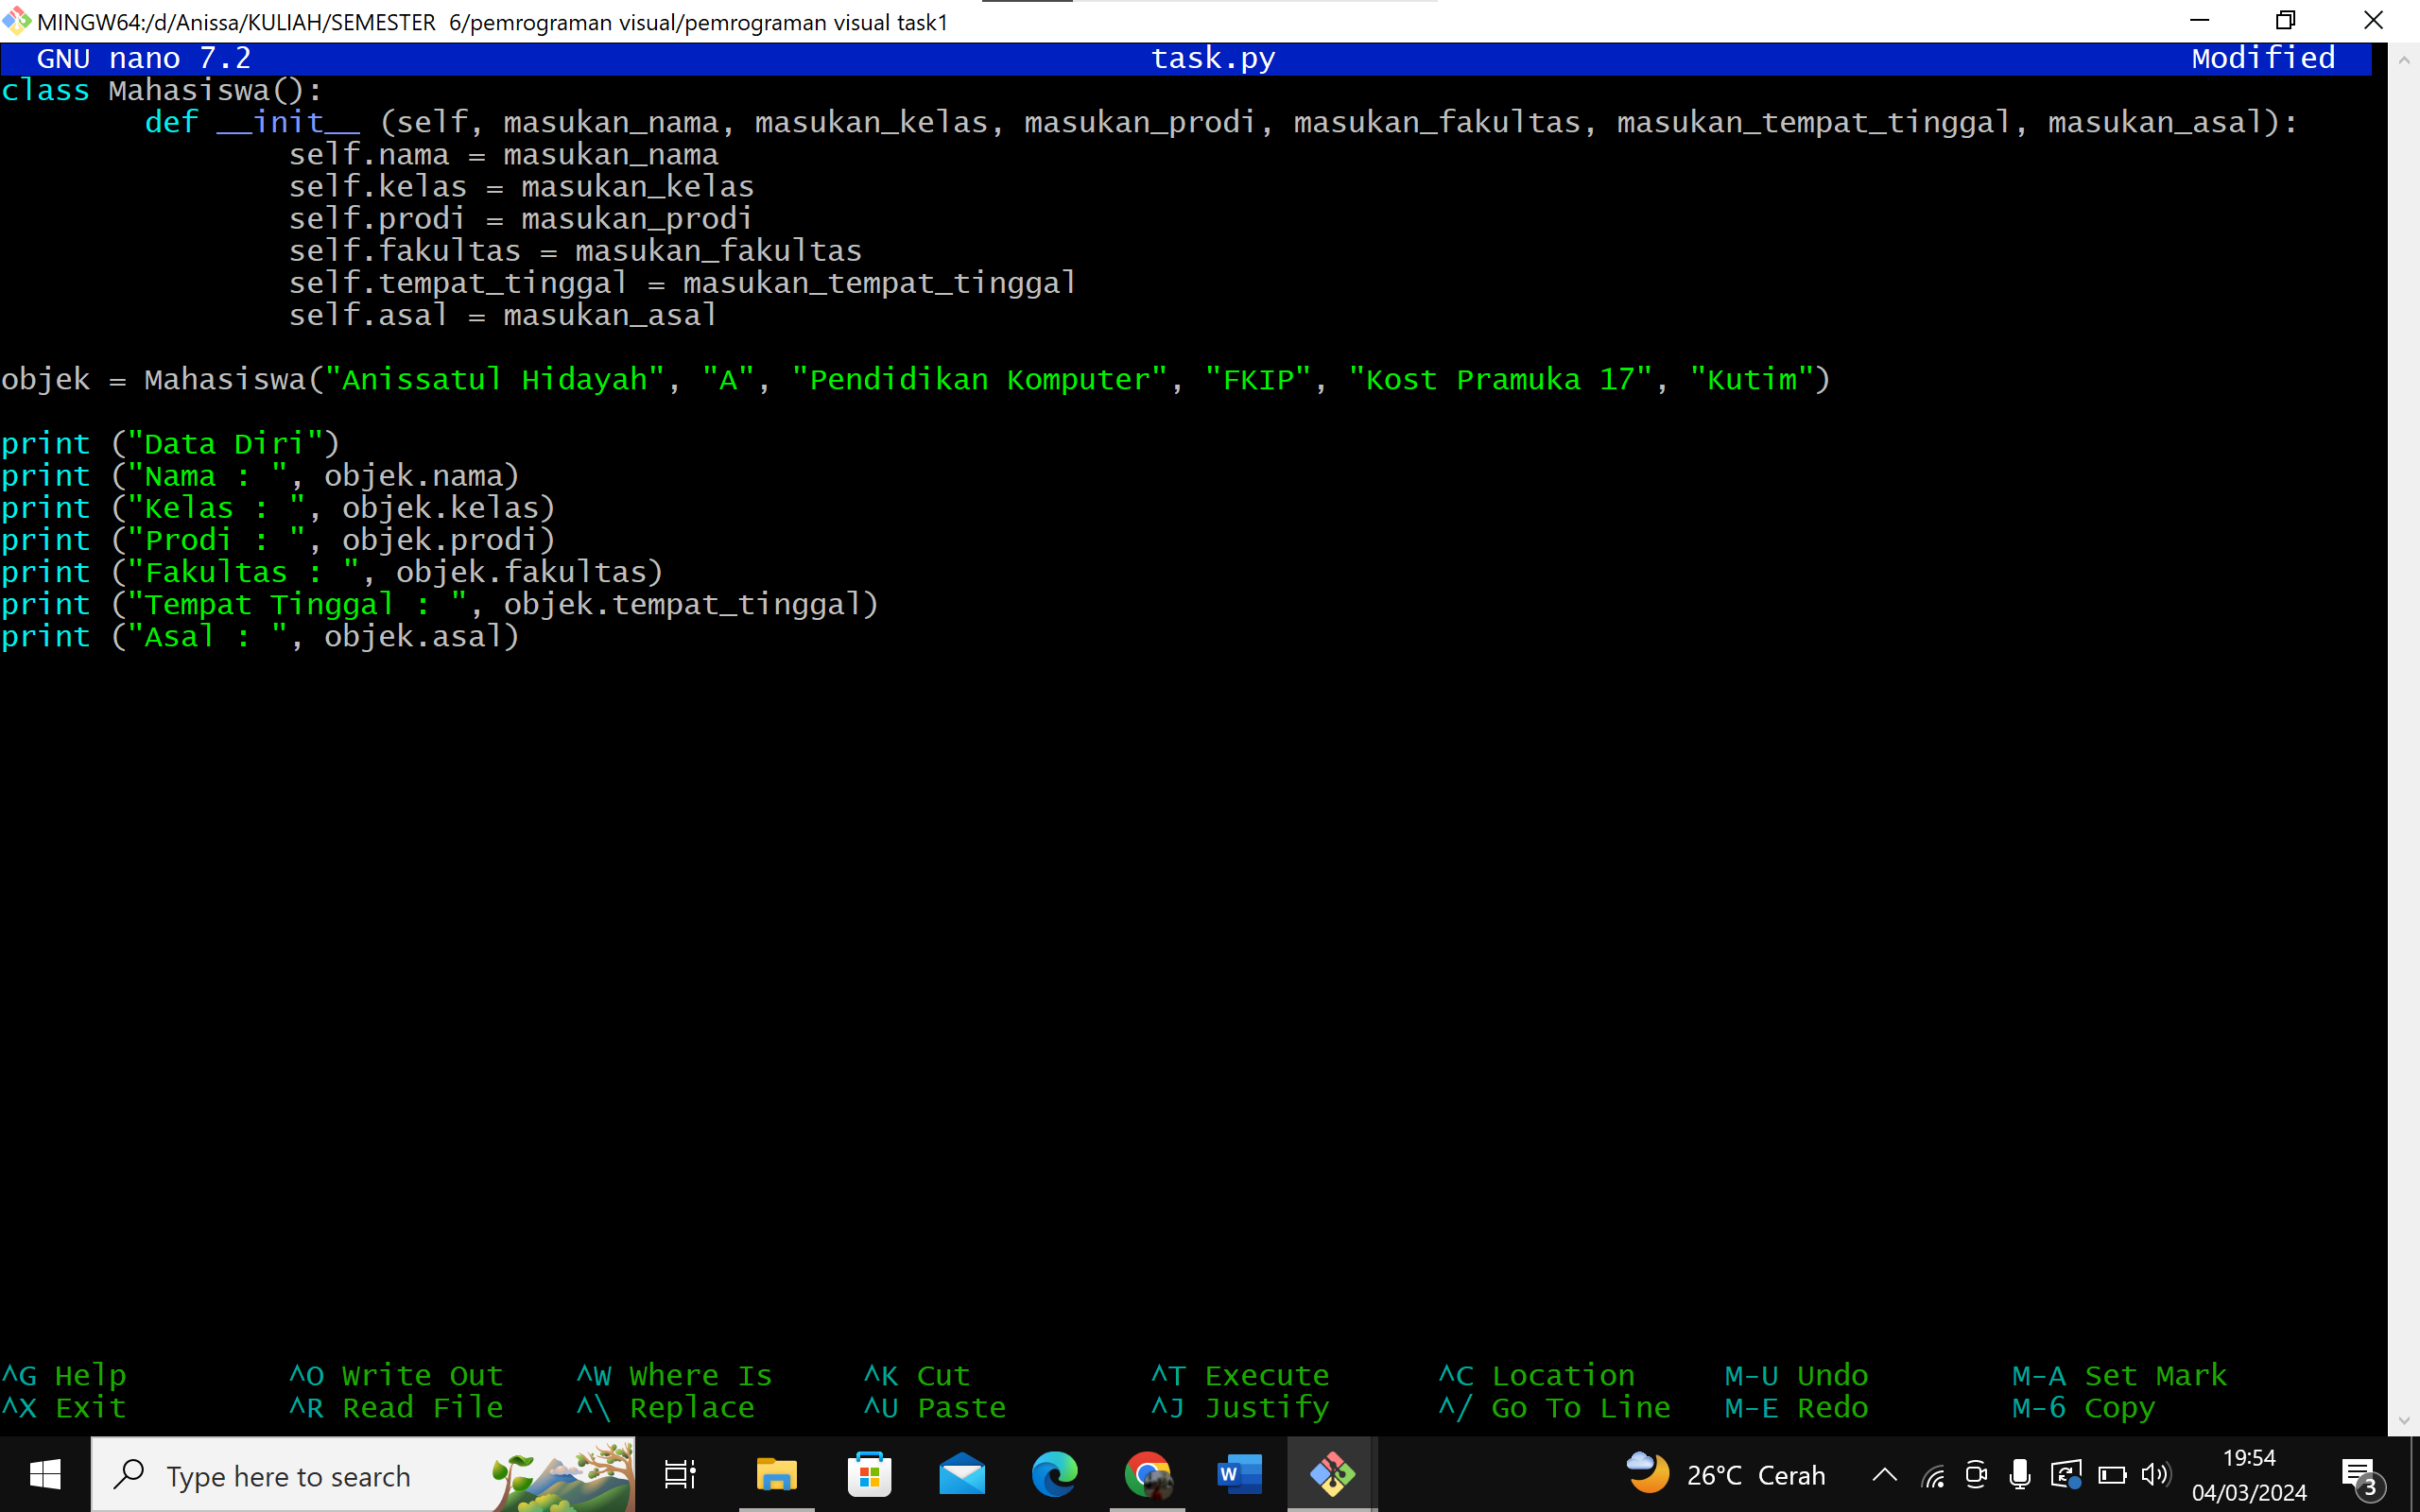 MINGW64:/d/Anissa/KULIAH/SEMESTER  6/pemrograman visual/pemrograman visual task1
GNU nano 7.2 task.py Modified
class Mahasiswa():
        def __init__ (self, masukan_nama, masukan_kelas, masukan_prodi, masukan_fakultas, masukan_tempat_tinggal, masukan_asal):
                self.nama = masukan_nama
                self.kelas = masukan_kelas
                self.prodi = masukan_prodi
                self.fakultas = masukan_fakultas
                self.tempat_tinggal = masukan_tempat_tinggal
                self.asal = masukan_asal
objek = Mahasiswa("Anissatul Hidayah", "A", "Pendidikan Komputer", "FKIP", "Kost Pramuka 17", "Kutim")
print ("Data Diri")
print ("Nama : ", objek.nama)
print ("Kelas : ", objek.kelas)
print ("Prodi : ", objek.prodi)
print ("Fakultas : ", objek.fakultas)
print ("Tempat Tinggal : ", objek.tempat_tinggal)
print ("Asal : ", objek.asal)
^G Help ^O Write Out ^W Where Is ^K Cut ^T Execute ^C Location M-U Undo M-A Set Mark
^X Exit ^R Read File ^\ Replace ^U Paste ^J Justify ^/ Go To Line M-E Redo M-6 Copy
Type here to search 26°C Cerah 19:54
04/03/2024 3